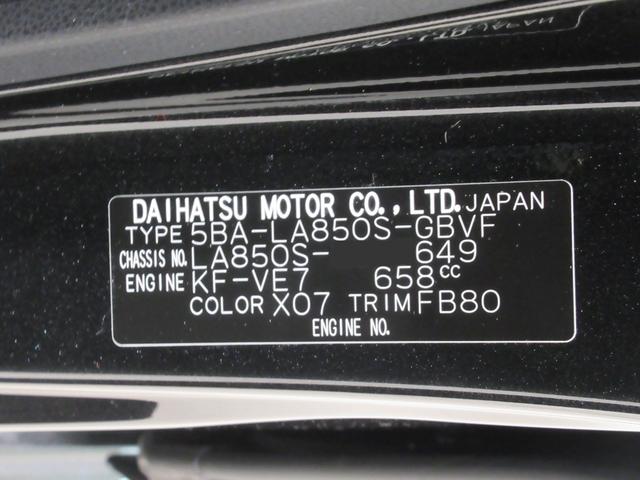 DAIHATSU MOTOR CO., LTD. JAPAN
TYPE 5BA-LA850S-GBVF
CHASSIS NO. LA850S- 649
ENGINE KF-VE7 658cc
COLOR X07 TRIM FB80
ENGINE NO.